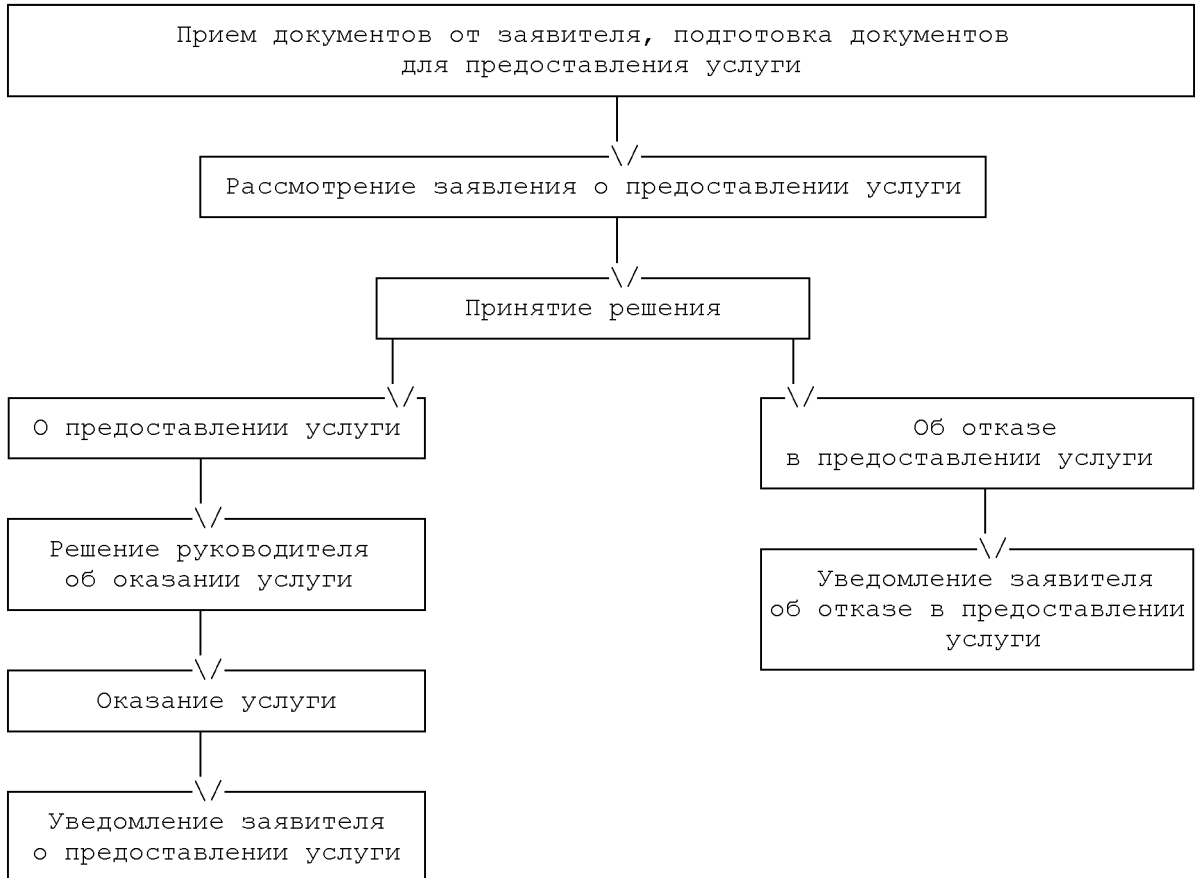 Прием документов от заявителя, подготовка документов
для предоставления услуги
Рассмотрение заявления о предоставлении услуги
Принятие решения
О предоставлении услуги
Об отказе
в предоставлении услуги
Решение руководителя
об оказании услуги
Уведомление заявителя
об отказе в предоставлении
услуги
Оказание услуги
Уведомление заявителя
о предоставлении услуги